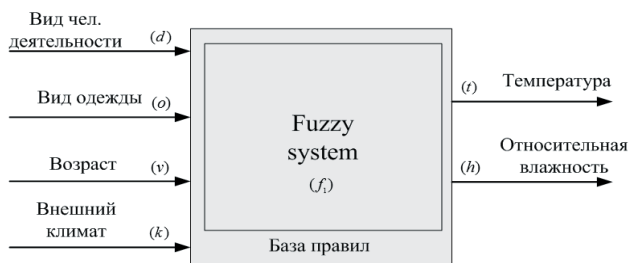 Вид чел.
деятельности (d)
Вид одежды (o)
Возраст (v)
Внешний
климат (k)
Fuzzy
system
(f₁)
База правил
(t) Температура
(h) Относительная
влажность